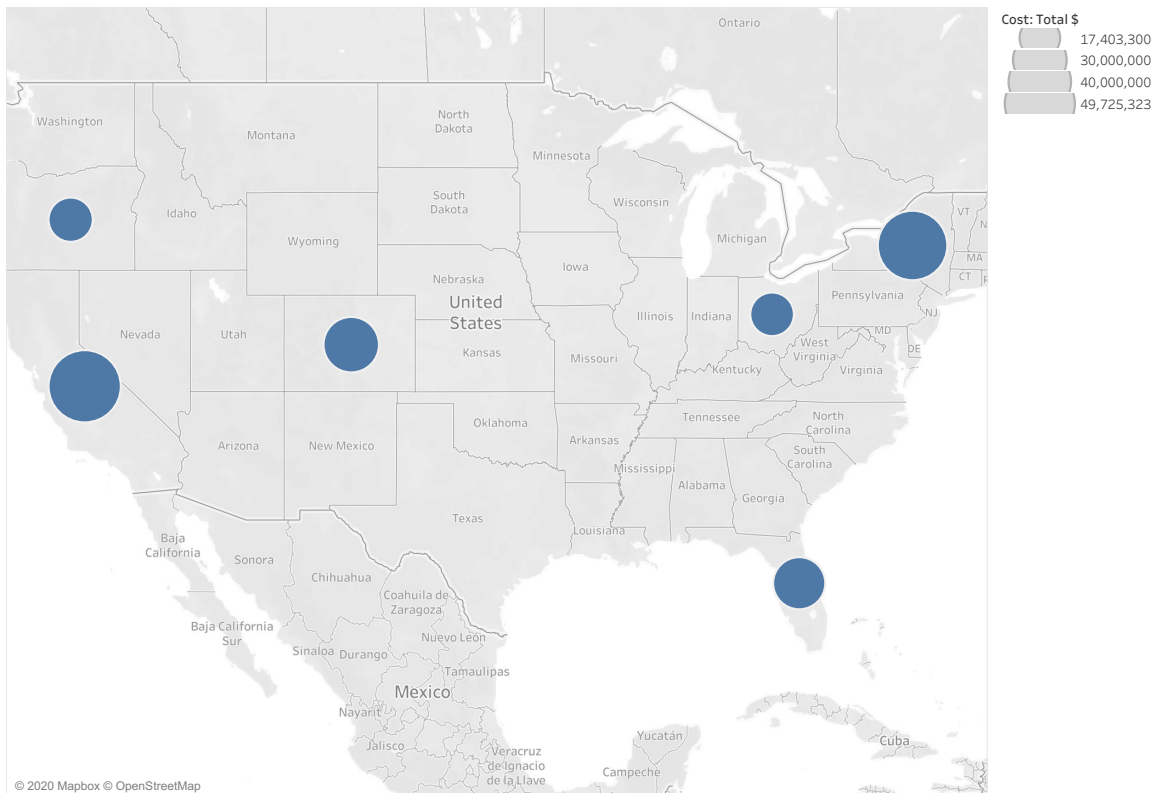 Ontario
Cost: Total $
17,403,300
30,000,000
40,000,000
49,725,323
Washington
Montana
North
Dakota
Minnesota
South
Dakota
Wisconsin
Idaho
Wyoming
Michigan
VT
N
MA
CT
Iowa
Nebraska
United
States
Pennsylvania
Nevada
Utah
Illinois
Indiana
NJ
MD
DE
Kansas
Missouri
West
Virginia
Kentucky
Virginia
Oklahoma
Tennessee
North
Carolina
Arizona
New Mexico
Arkansas
South
Carolina
Mississippi
Alabama
Georgia
Texas
Louisiana
Baja
California
Sonora
Chihuahua
Coahuila de
Zaragoza
Baja California
Sur
Nuevo León
Sinaloa
Durango
Tamaulipas
Mexico
Nayarit
Jalisco
Yucatán
Cuba
Veracruz
de Ignacio
de la Llave
Campeche
© 2020 Mapbox © OpenStreetMap